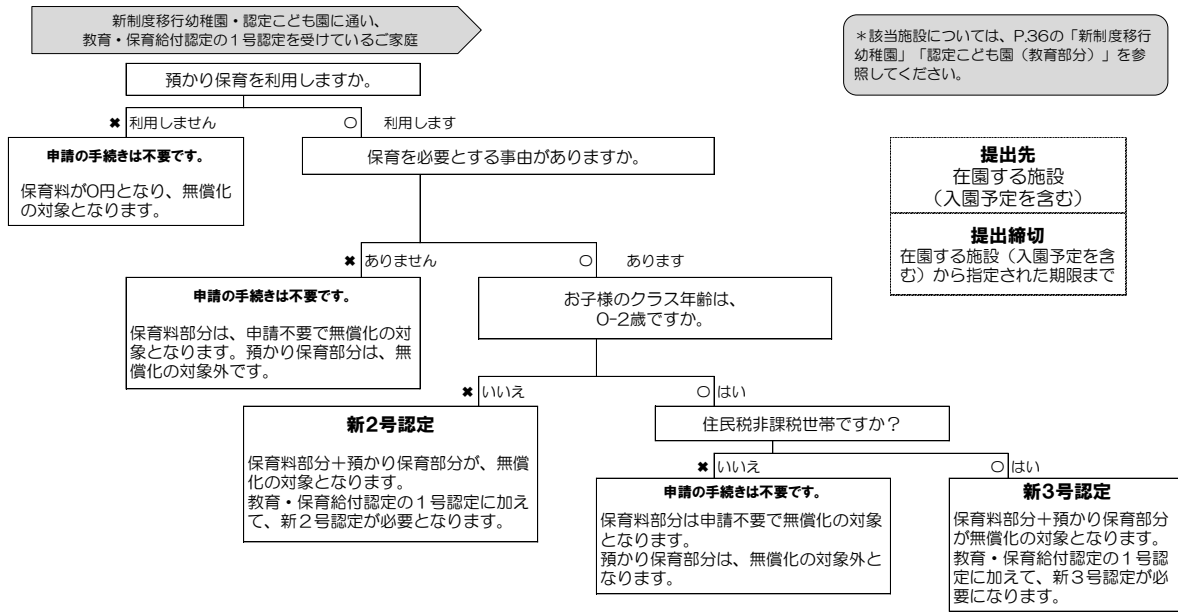 新制度移行幼稚園・認定こども園に通い、
教育・保育給付認定の１号認定を受けているご家庭
＊該当施設については、P.36の「新制度移行
幼稚園」「認定こども園（教育部分）」を参
照してください。
預かり保育を利用しますか。
✖ 利用しません
○ 利用します
申請の手続きは不要です。
保育料が0円となり、無償化
の対象となります。
保育を必要とする事由がありますか。
提出先
在園する施設
（入園予定を含む）
提出締切
在園する施設（入園予定を含
む）から指定された期限まで
✖ ありません
○ あります
申請の手続きは不要です。
保育料部分は、申請不要で無償化の対
象となります。預かり保育部分は、無
償化の対象外です。
お子様のクラス年齢は、
0-2歳ですか。
✖ いいえ
○ はい
新2号認定
保育料部分＋預かり保育部分が、無償
化の対象となります。
教育・保育給付認定の１号認定に加え
て、新２号認定が必要となります。
住民税非課税世帯ですか？
✖ いいえ
○ はい
申請の手続きは不要です。
保育料部分は申請不要で無償化の対象
となります。
預かり保育部分は、無償化の対象外と
なります。
新3号認定
保育料部分＋預かり保育部分
が無償化の対象となります。
教育・保育給付認定の１号認
定に加えて、新３号認定が必
要になります。